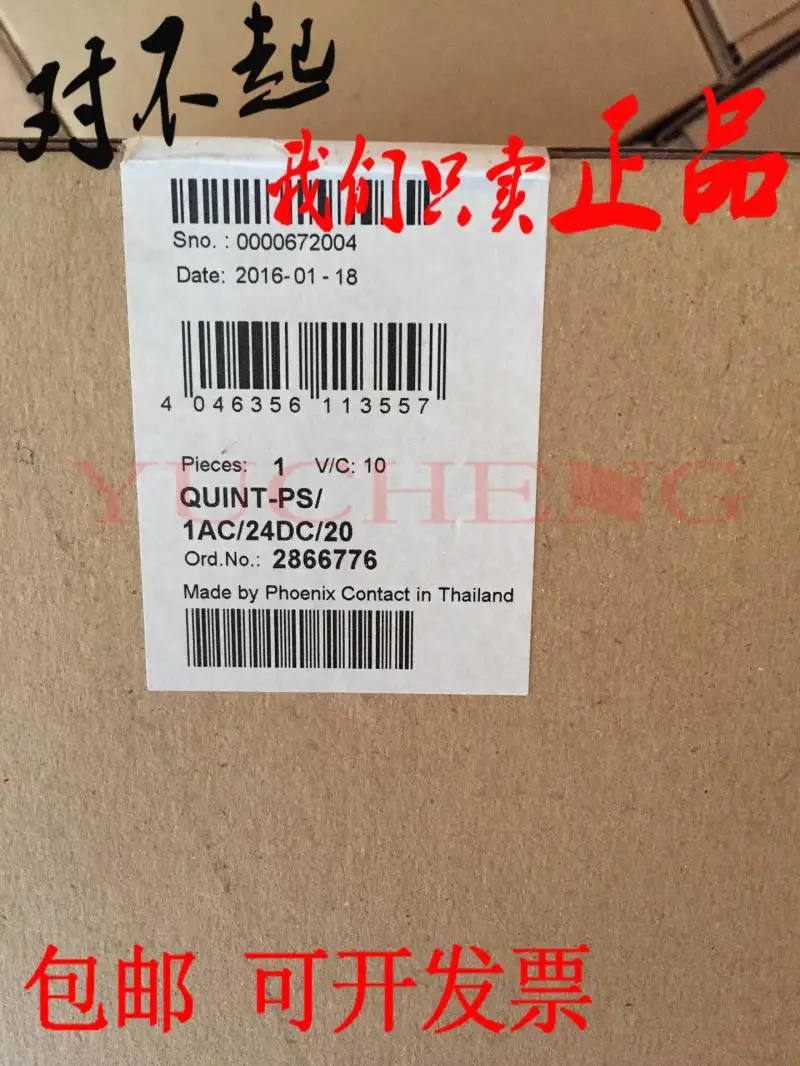 对不起
我们只卖正品
Sno. : 0000672004
Date: 2016-01-18
4 046356 113557
Pieces: 1 V/C: 10
YUCHENG
QUINT-PS/
1AC/24DC/20
Ord.No.: 2866776
Made by Phoenix Contact in Thailand
包邮 可开发票